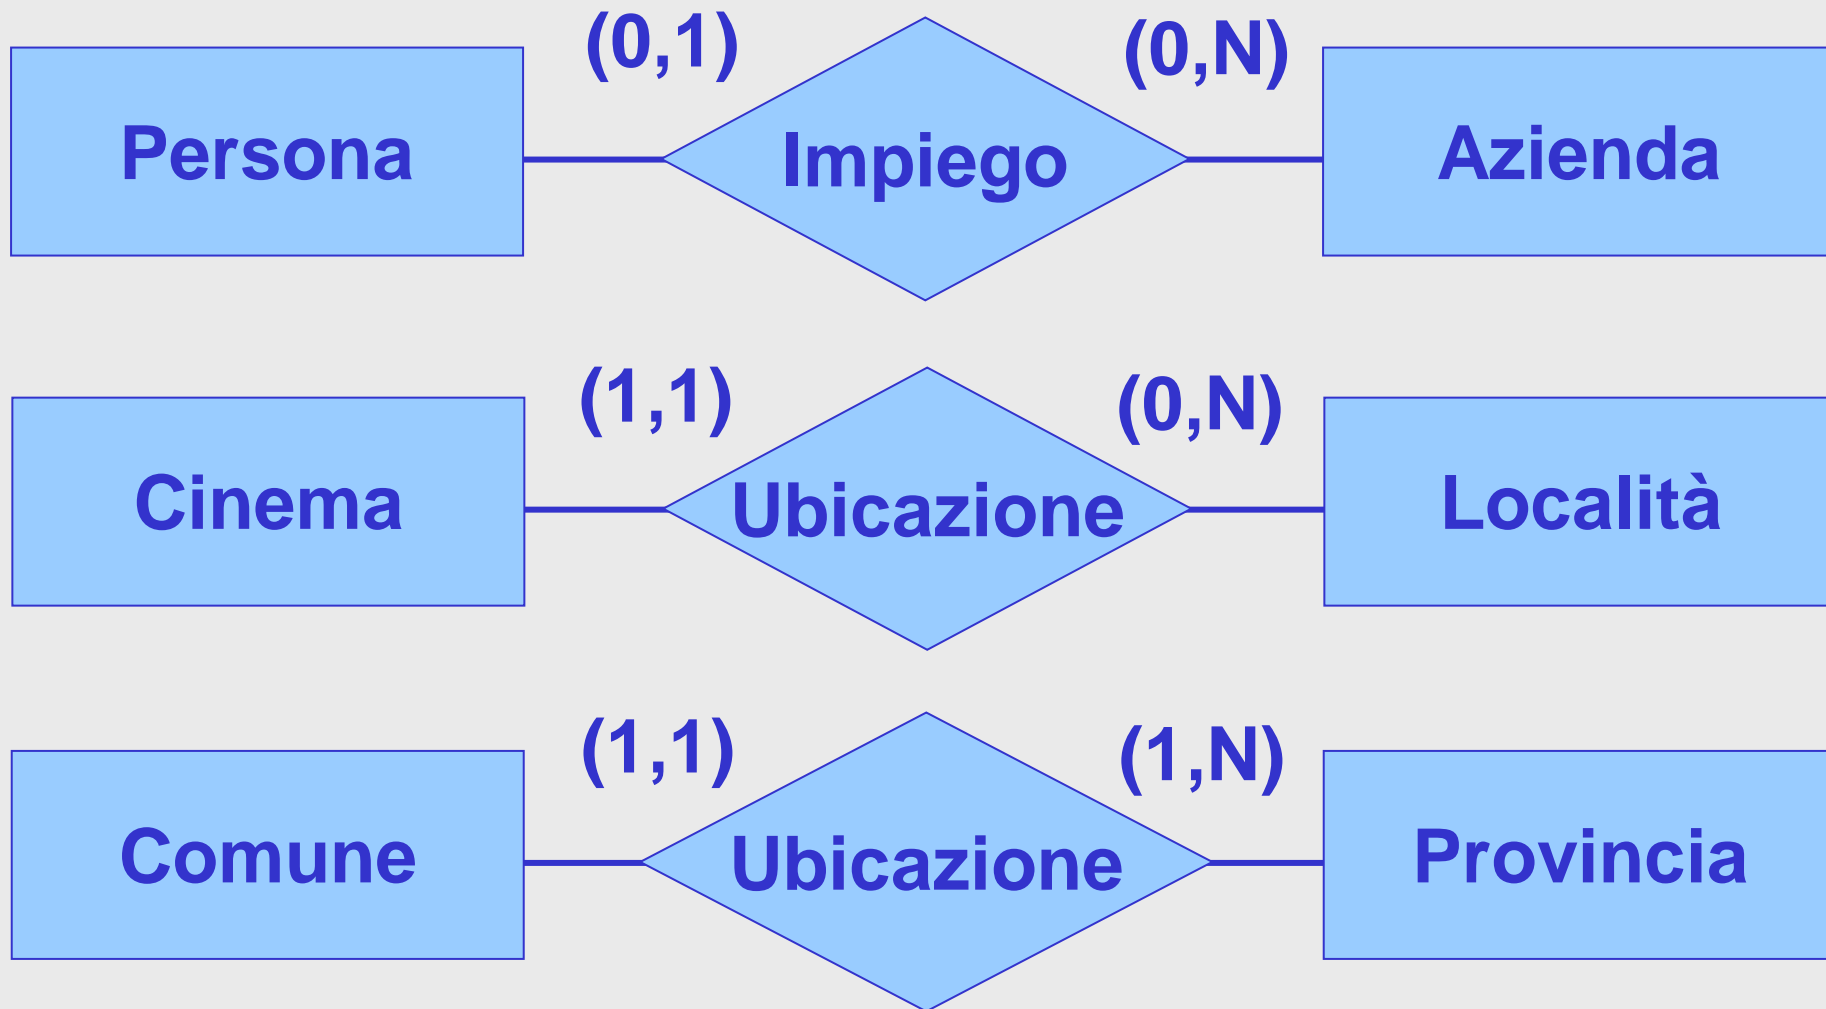 (0,1) (0,N)
Persona Impiego Azienda
(1,1) (0,N)
Cinema Ubicazione Località
(1,1) (1,N)
Comune Ubicazione Provincia